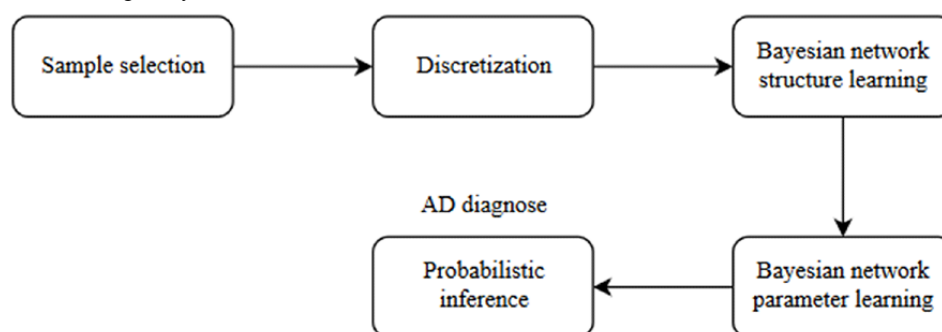 Sample selection
Discretization
Bayesian network
structure learning
AD diagnose
Probabilistic
inference
Bayesian network
parameter learning